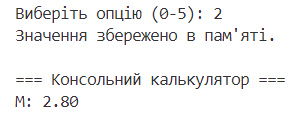 Виберіть опцію (0-5): 2
Значення збережено в пам'яті.
=== Консольний калькулятор ===
M: 2.80